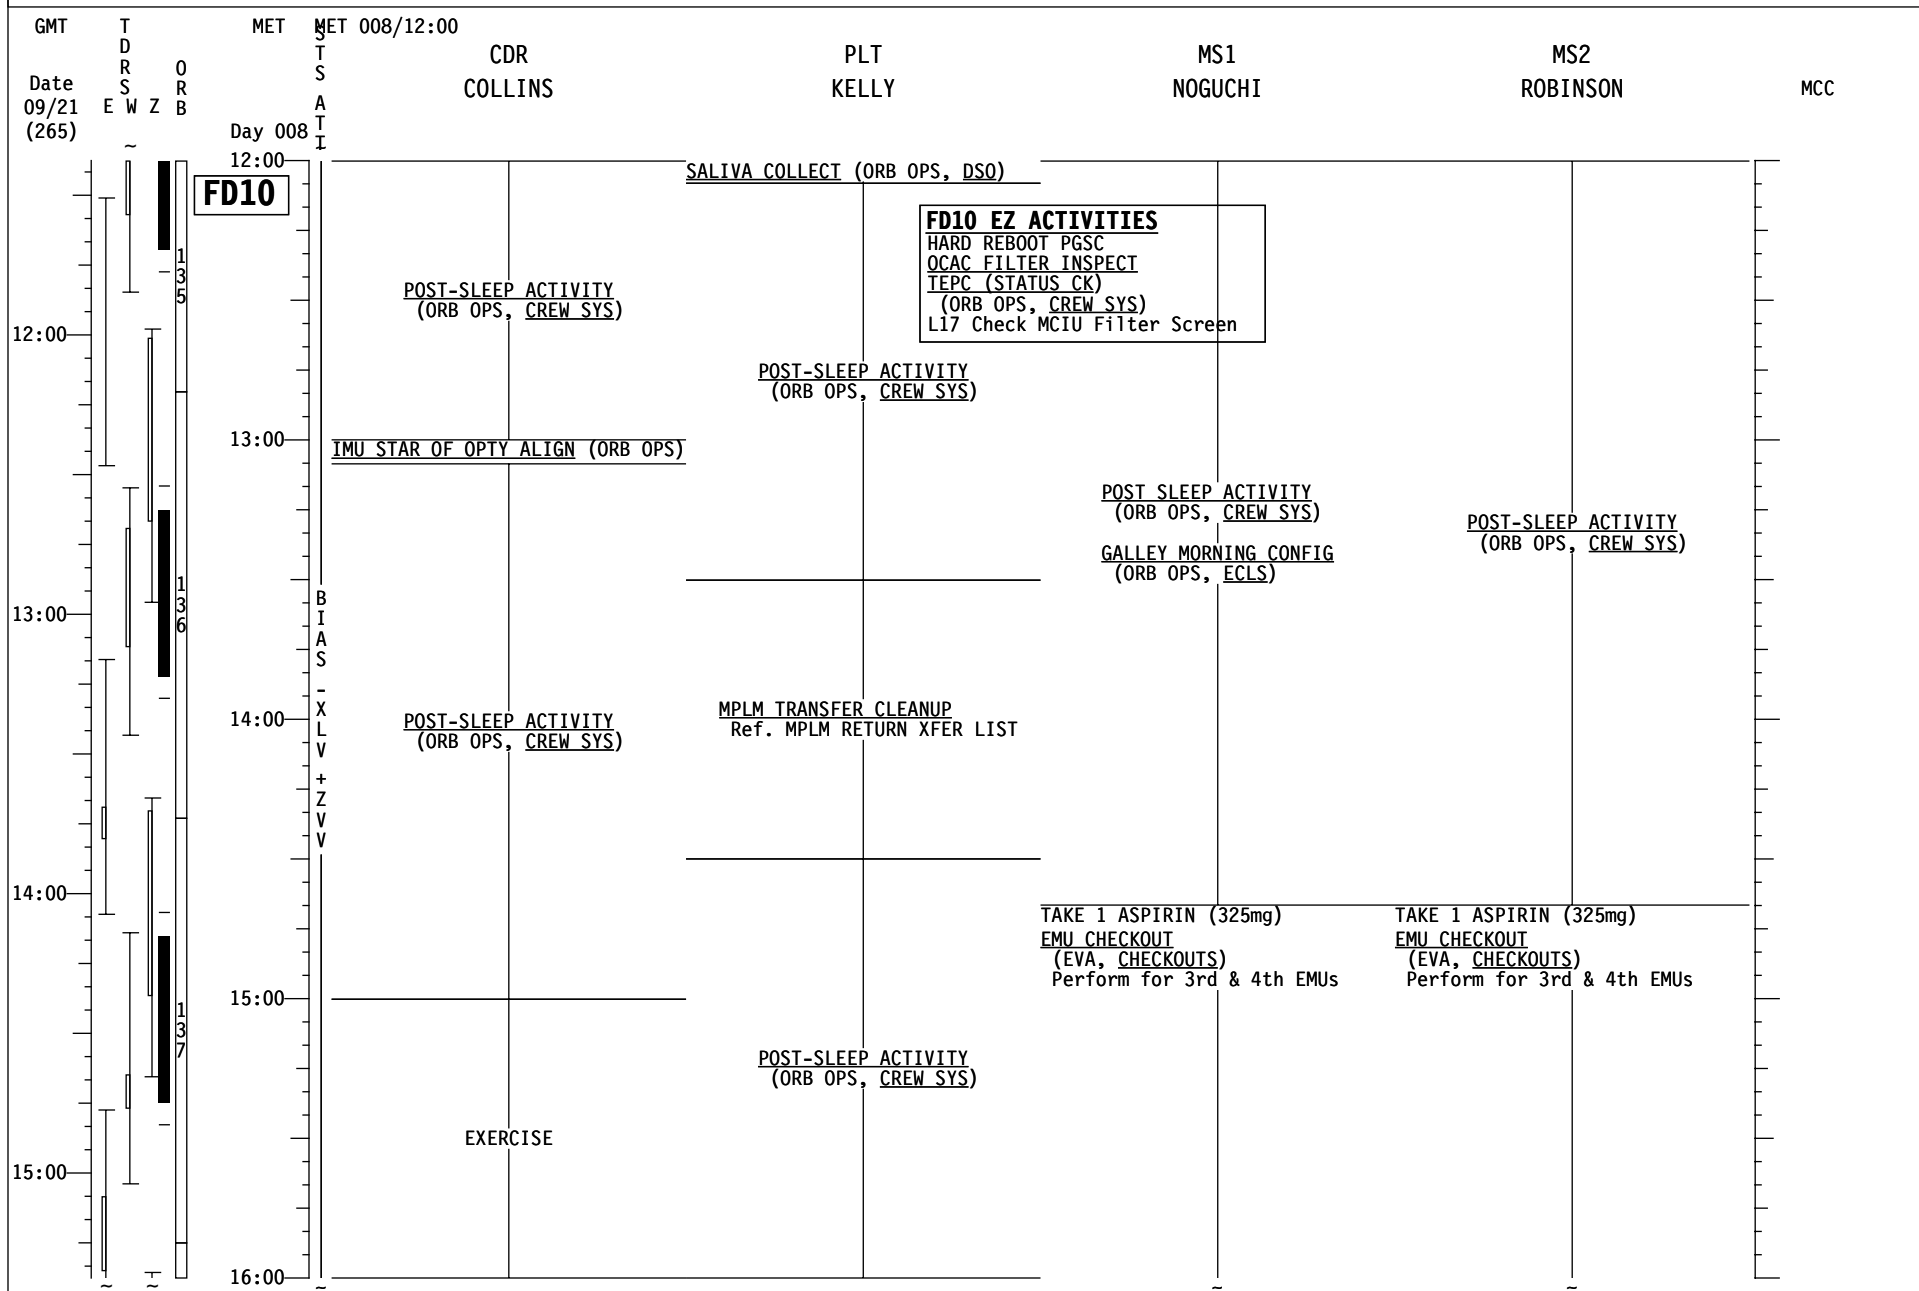 GMT
TDRS
MET
MET 008/12:00
STS ATT
CDR
PLT
MS1
MS2
ORB
Date
COLLINS
KELLY
NOGUCHI
ROBINSON
MCC
09/21
E W Z
(265)
Day 008
~
12:00
SALIVA COLLECT (ORB OPS, DSO)
FD10
FD10 EZ ACTIVITIES
HARD REBOOT PGSC
135
OCAC FILTER INSPECT
TEPC (STATUS CK)
POST-SLEEP ACTIVITY
(ORB OPS, CREW SYS)
(ORB OPS, CREW SYS)
L17 Check MCIU Filter Screen
12:00
POST-SLEEP ACTIVITY
(ORB OPS, CREW SYS)
13:00
IMU STAR OF OPTY ALIGN (ORB OPS)
POST SLEEP ACTIVITY
(ORB OPS, CREW SYS)
POST-SLEEP ACTIVITY
(ORB OPS, CREW SYS)
GALLEY MORNING CONFIG
(ORB OPS, ECLS)
136
13:00
BIAS -XLV +ZVV
MPLM TRANSFER CLEANUP
Ref. MPLM RETURN XFER LIST
14:00
POST-SLEEP ACTIVITY
(ORB OPS, CREW SYS)
14:00
TAKE 1 ASPIRIN (325mg)
EMU CHECKOUT
(EVA, CHECKOUTS)
Perform for 3rd & 4th EMUs
TAKE 1 ASPIRIN (325mg)
EMU CHECKOUT
(EVA, CHECKOUTS)
Perform for 3rd & 4th EMUs
15:00
137
POST-SLEEP ACTIVITY
(ORB OPS, CREW SYS)
EXERCISE
15:00
16:00
~ ~ ~ ~ ~